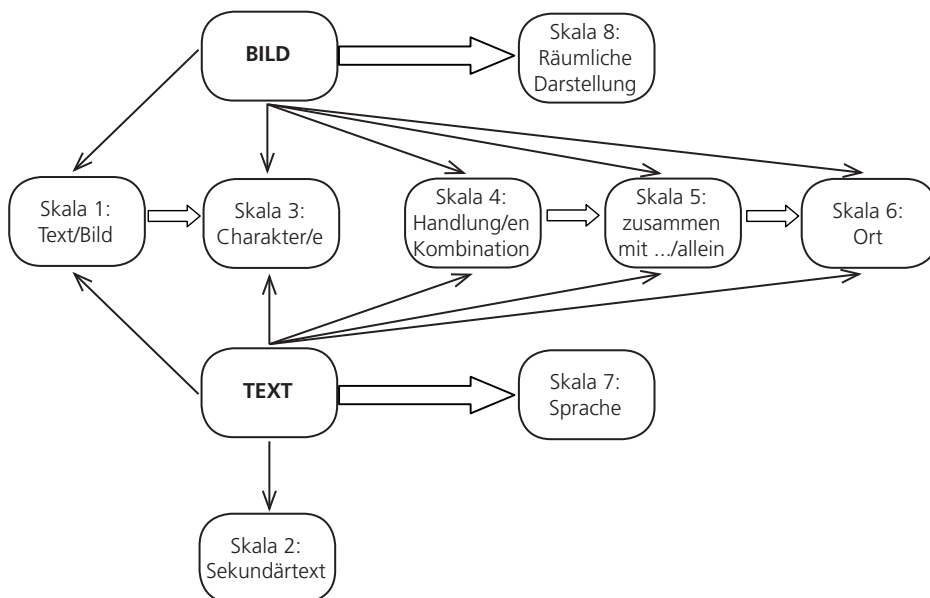 BILD
Skala 8:
Räumliche
Darstellung
Skala 1:
Text/Bild
Skala 3:
Charakter/e
Skala 4:
Handlung/en
Kombination
Skala 5:
zusammen
mit .../allein
Skala 6:
Ort
TEXT
Skala 7:
Sprache
Skala 2:
Sekundärtext